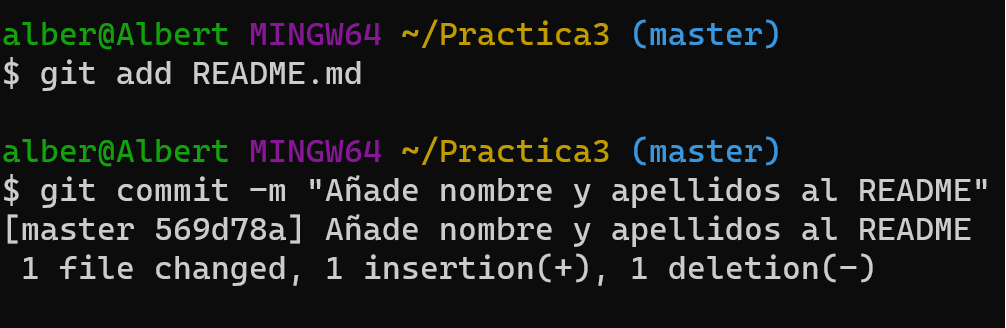 alber@Albert MINGW64 ~/Practica3 (master)
$ git add README.md
alber@Albert MINGW64 ~/Practica3 (master)
$ git commit -m "Añade nombre y apellidos al README"
[master 569d78a] Añade nombre y apellidos al README
 1 file changed, 1 insertion(+), 1 deletion(-)